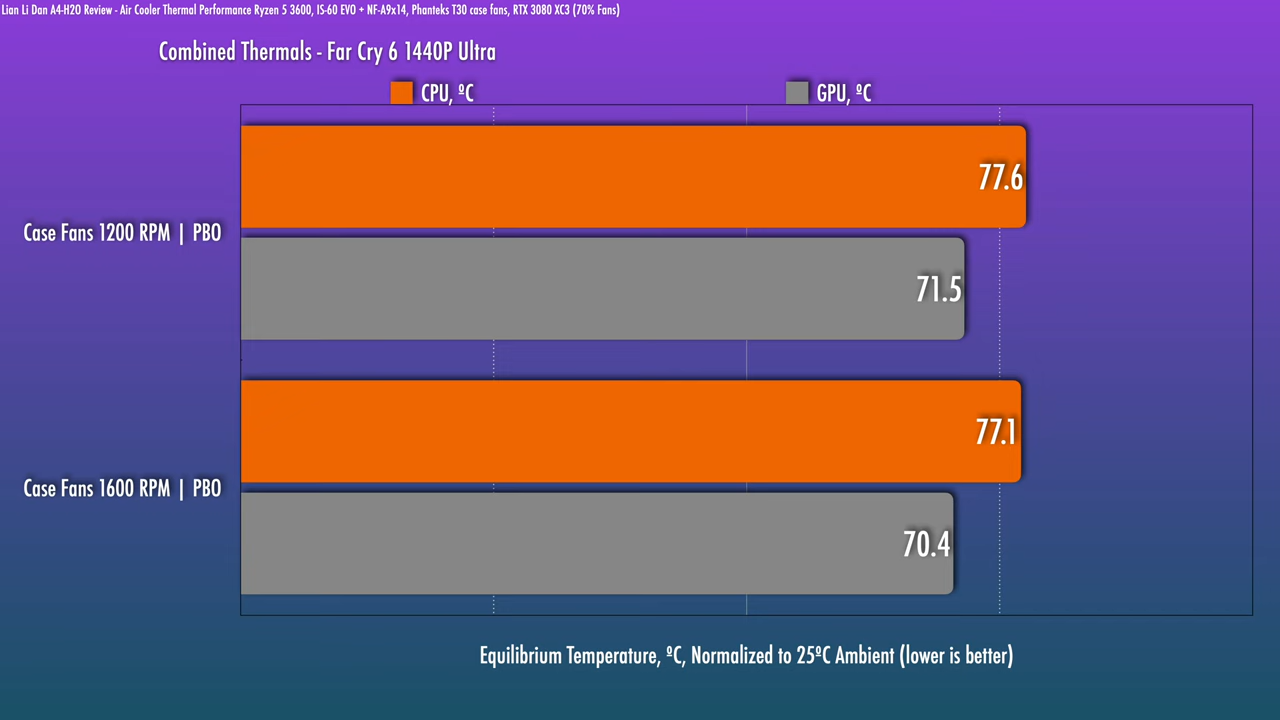 Lian Li Dan A4-H2O Review - Air Cooler Thermal Performance Ryzen 5 3600, IS-60 EVO + NF-A9x14, Phanteks T30 case fans, RTX 3080 XC3 (70% Fans)
Combined Thermals - Far Cry 6 1440P Ultra
CPU, ºC
GPU, ºC
77.6
Case Fans 1200 RPM | PBO
71.5
77.1
Case Fans 1600 RPM | PBO
70.4
Equilibrium Temperature, ºC, Normalized to 25ºC Ambient (lower is better)